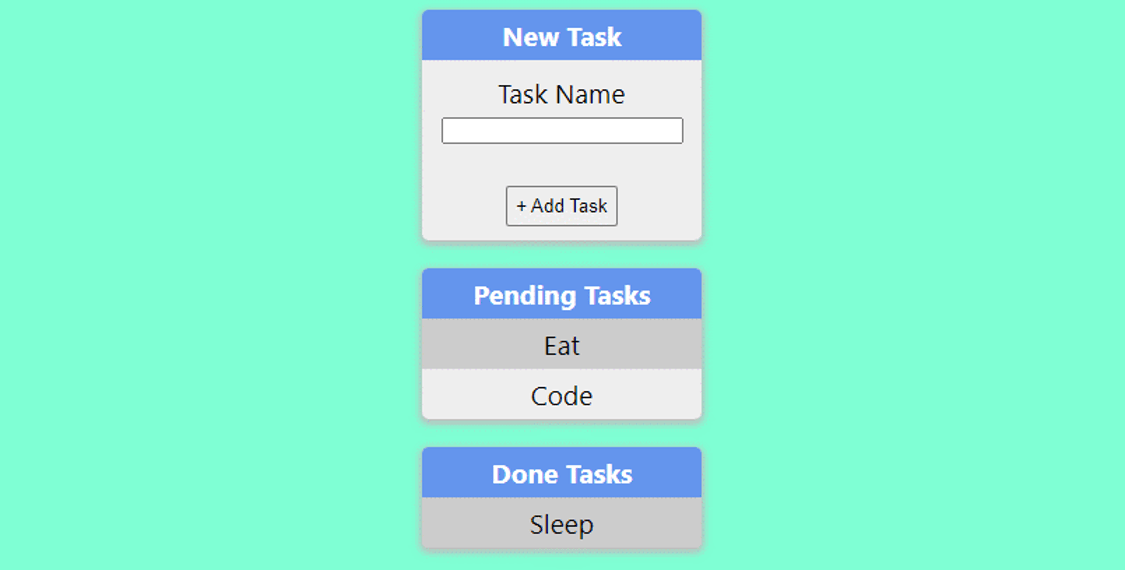 New Task
Task Name
+ Add Task
Pending Tasks
Eat
Code
Done Tasks
Sleep